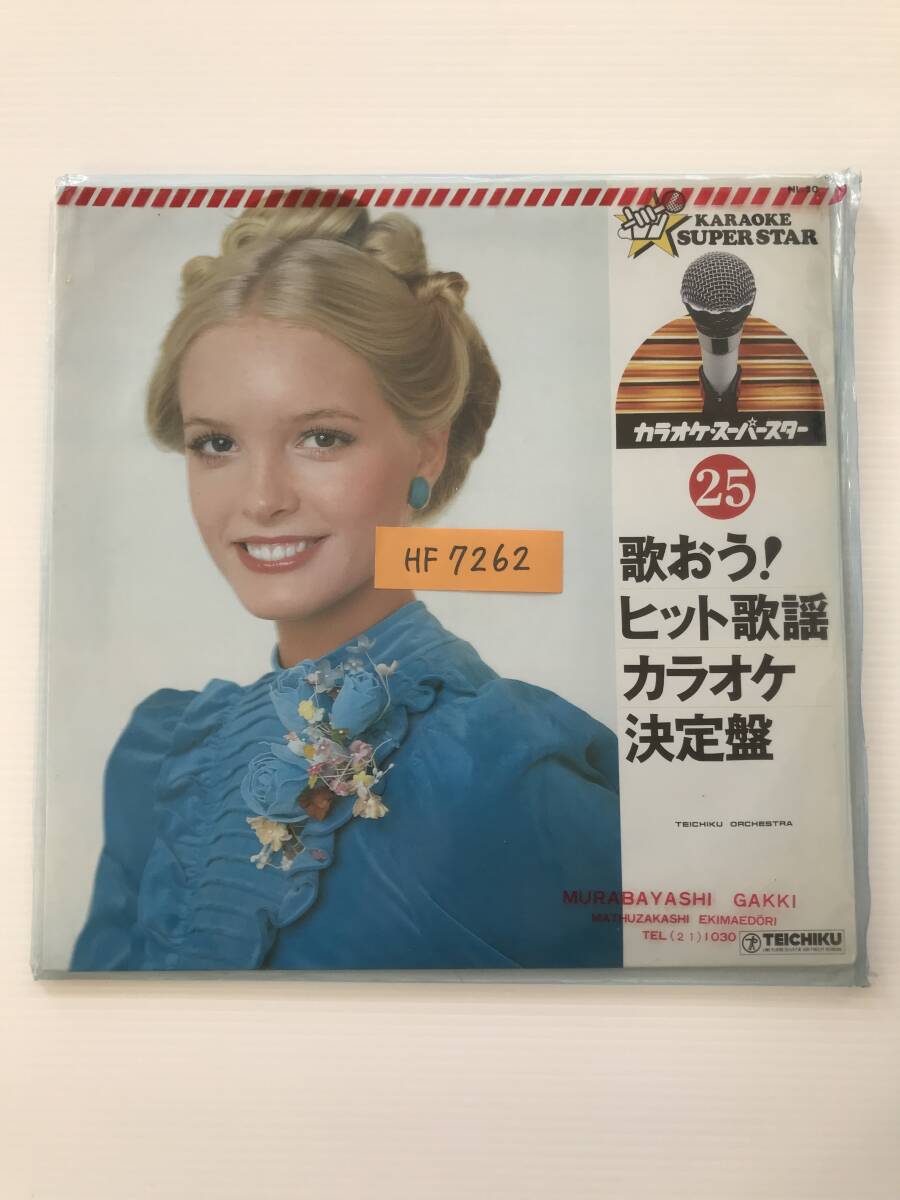 KARAOKE
SUPER STAR
カラオケ・スーパースター
25
歌おう!
ヒット歌謡
カラオケ
決定盤
HF 7262
TEICHIKU ORCHESTRA
MURABAYASHI GAKKI
MATHUZAKASHI EKIMAEDŌRI
TEL(21)1030
TEICHIKU